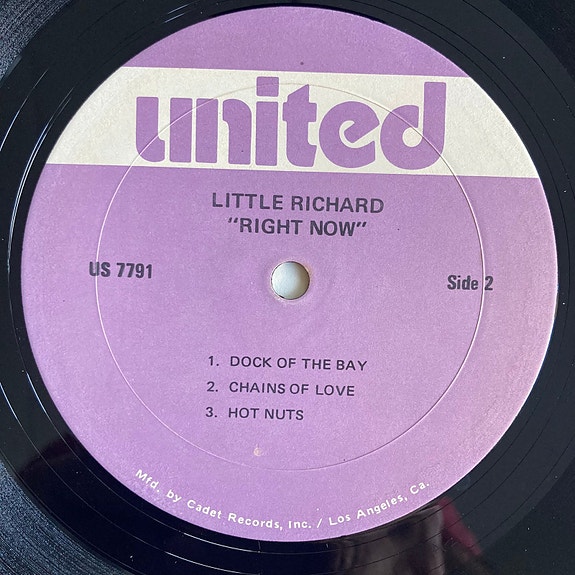 united
LITTLE RICHARD
"RIGHT NOW"
US 7791
Side 2
1. DOCK OF THE BAY
2. CHAINS OF LOVE
3. HOT NUTS
Mfd. by Cadet Records, Inc. / Los Angeles, Ca.